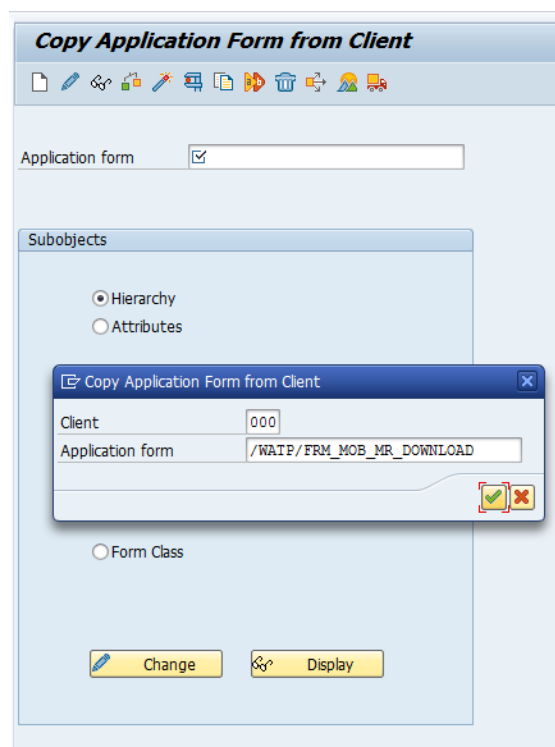 Copy Application Form from Client
Application form
Subobjects
Hierarchy
Attributes
Copy Application Form from Client
Client 000
Application form /WATP/FRM_MOB_MR_DOWNLOAD
Form Class
Change Display